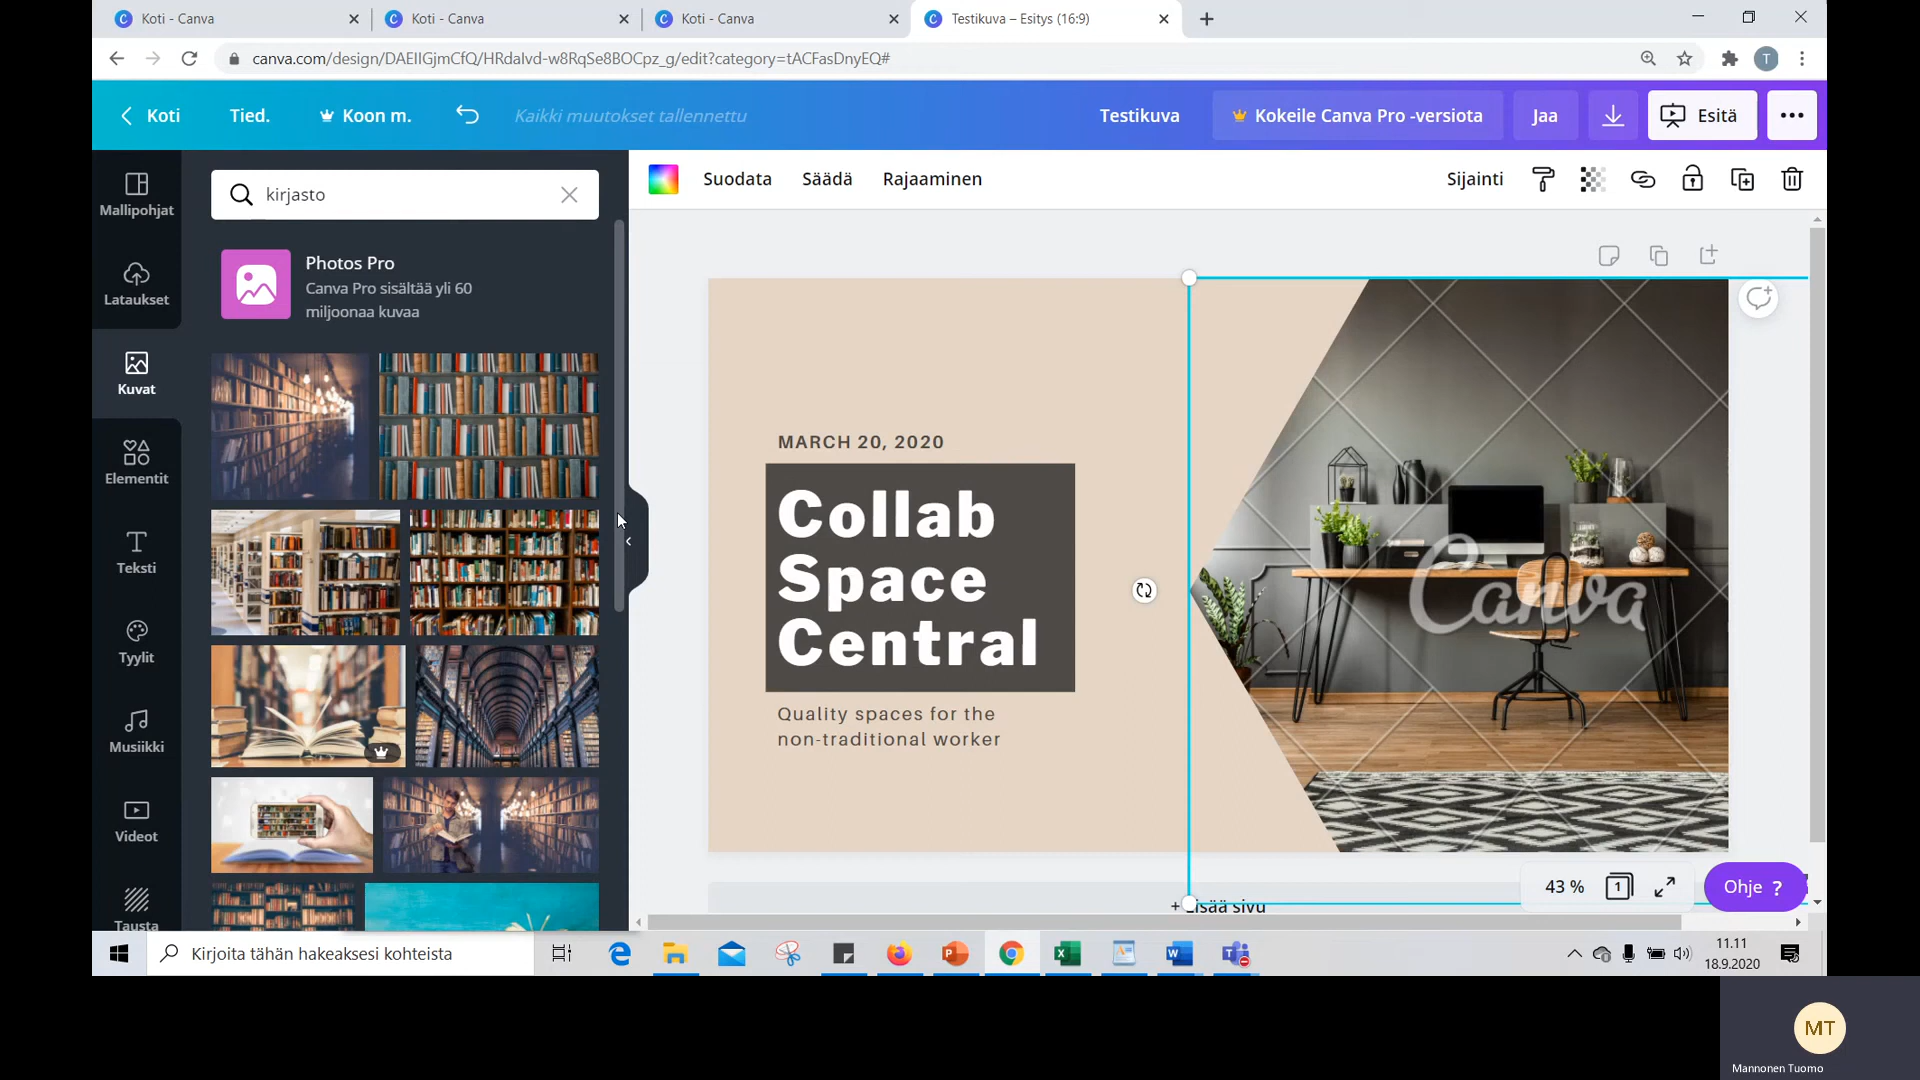 Koti - Canva
Koti - Canva
Koti - Canva
Testikuva – Esitys (16:9)
canva.com/design/DAEIIGjmCfQ/HRdalvd-w8RqSe8BOCpz_g/edit?category=tACFasDnyEQ#
T
Koti
Tied.
Koon m.
Kaikki muutokset tallennettu
Testikuva
Kokeile Canva Pro -versiota
Jaa
Esitä
Mallipohjat
Lataukset
Kuvat
Elementit
Teksti
Tyylit
Musiikki
Videot
Tausta
kirjasto
Photos Pro
Canva Pro sisältää yli 60
miljoonaa kuvaa
Suodata
Säädä
Rajaaminen
Sijainti
MARCH 20, 2020
Collab
Space
Central
Quality spaces for the
non-traditional worker
Canva
+ Lisää sivu
43 %
1
Ohje ?
Kirjoita tähän hakeaksesi kohteista
11.11
18.9.2020
MT
Mannonen Tuomo